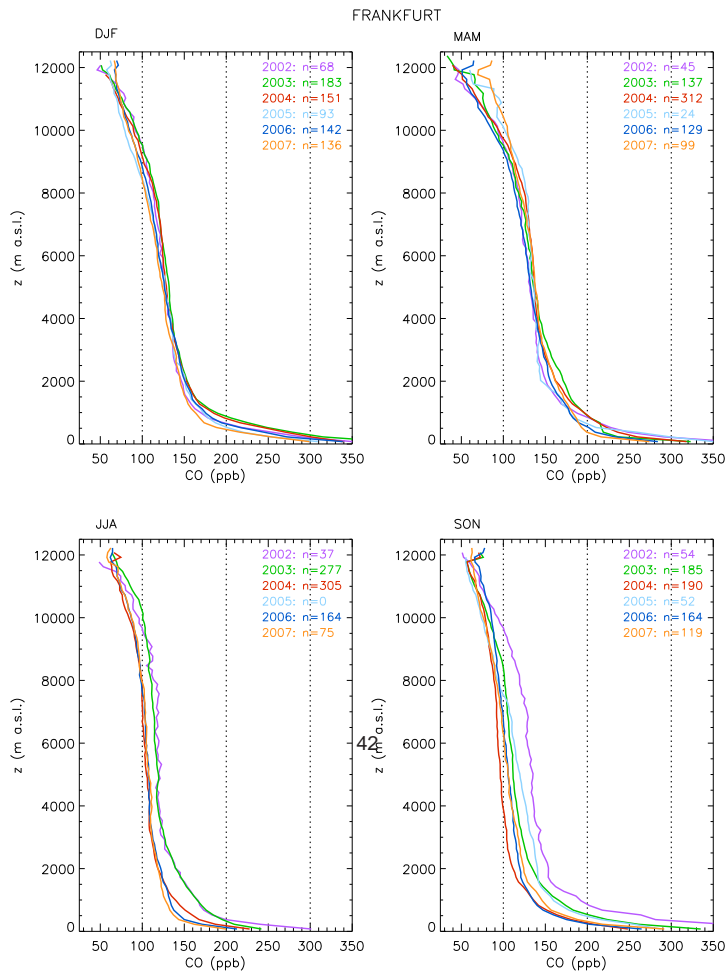 FRANKFURT
DJF
12000
10000
8000
6000
4000
2000
0
z (m a.s.l.)
2002: n=68
2003: n=183
2004: n=151
2005: n=93
2006: n=142
2007: n=136
50 100 150 200 250 300 350
CO (ppb)
MAM
12000
10000
8000
6000
4000
2000
0
z (m a.s.l.)
2002: n=45
2003: n=137
2004: n=312
2005: n=24
2006: n=129
2007: n=99
50 100 150 200 250 300 350
CO (ppb)
JJA
12000
10000
8000
6000
4000
2000
0
z (m a.s.l.)
2002: n=37
2003: n=277
2004: n=305
2005: n=0
2006: n=164
2007: n=75
50 100 150 200 250 300 350
CO (ppb)
42
SON
12000
10000
8000
6000
4000
2000
0
z (m a.s.l.)
2002: n=54
2003: n=185
2004: n=190
2005: n=52
2006: n=164
2007: n=119
50 100 150 200 250 300 350
CO (ppb)